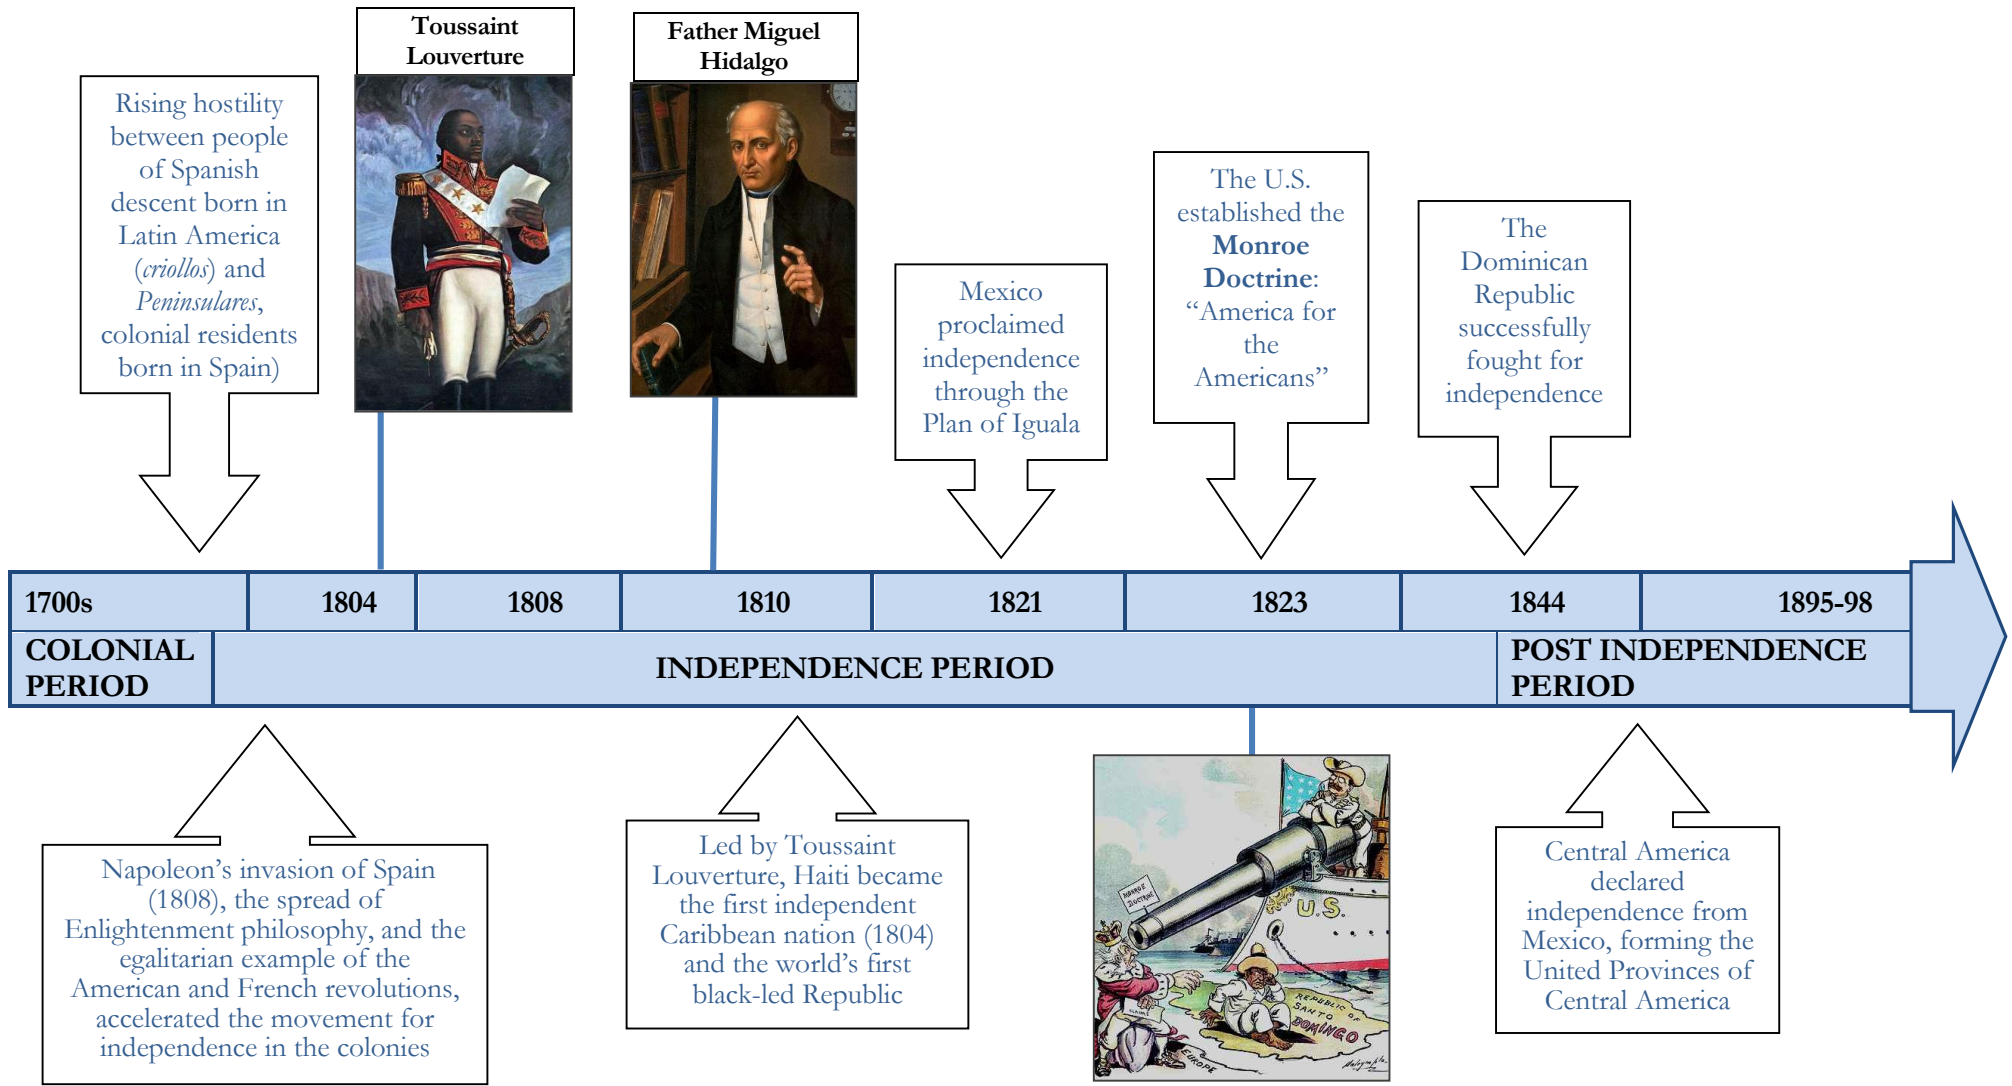 Toussaint
Louverture
Father Miguel
Hidalgo
Rising hostility
between people
of Spanish
descent born in
Latin America
(criollos) and
Peninsulares,
colonial residents
born in Spain)
Mexico
proclaimed
independence
through the
Plan of Iguala
The U.S.
established the
Monroe
Doctrine:
“America for
the
Americans”
The
Dominican
Republic
successfully
fought for
independence
1700s
1804
1808
1810
1821
1823
1844
1895-98
COLONIAL
PERIOD
INDEPENDENCE PERIOD
POST INDEPENDENCE
PERIOD
Napoleon’s invasion of Spain
(1808), the spread of
Enlightenment philosophy, and the
egalitarian example of the
American and French revolutions,
accelerated the movement for
independence in the colonies
Led by Toussaint
Louverture, Haiti became
the first independent
Caribbean nation (1804)
and the world’s first
black-led Republic
MONROE
DOCTRINE
U.S.
CLAIMS
REPUBLIC OF
SANTO
DOMINGO
EUROPE
Central America
declared
independence from
Mexico, forming the
United Provinces of
Central America